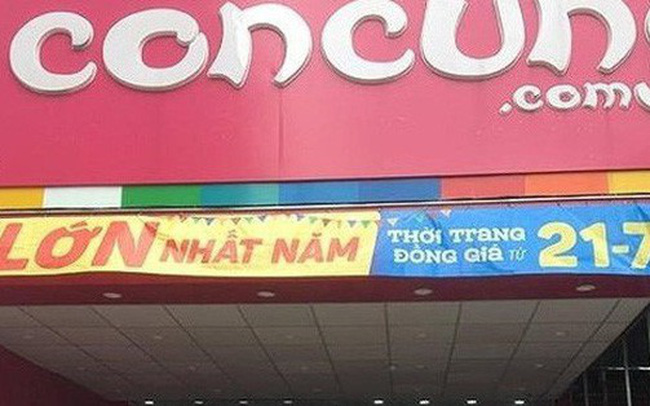 concun
.com
LỚN NHẤT NĂM
THỜI TRANG
ĐỒNG GIÁ TỪ
21-7